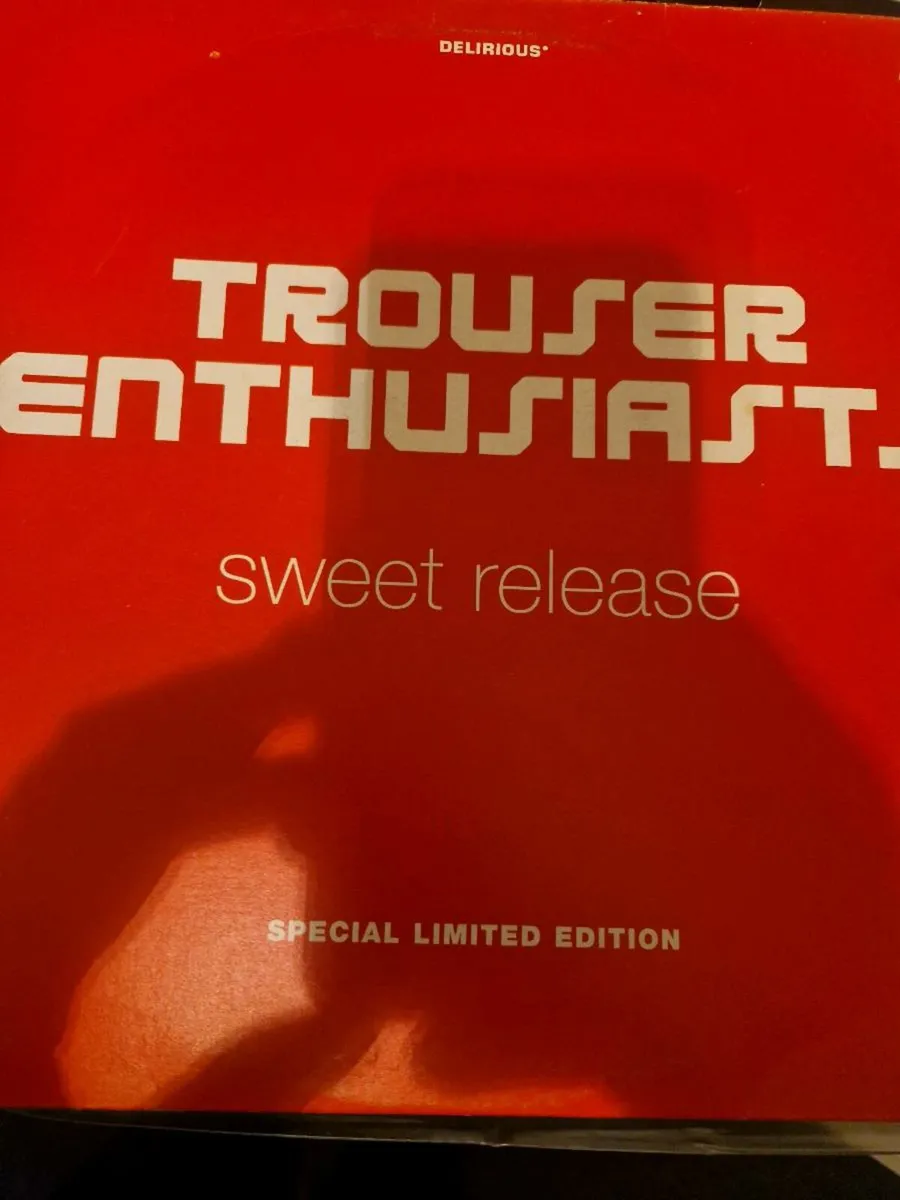 DELIRIOUS•
TROUSER
ENTHUSIAST
sweet release
SPECIAL LIMITED EDITION